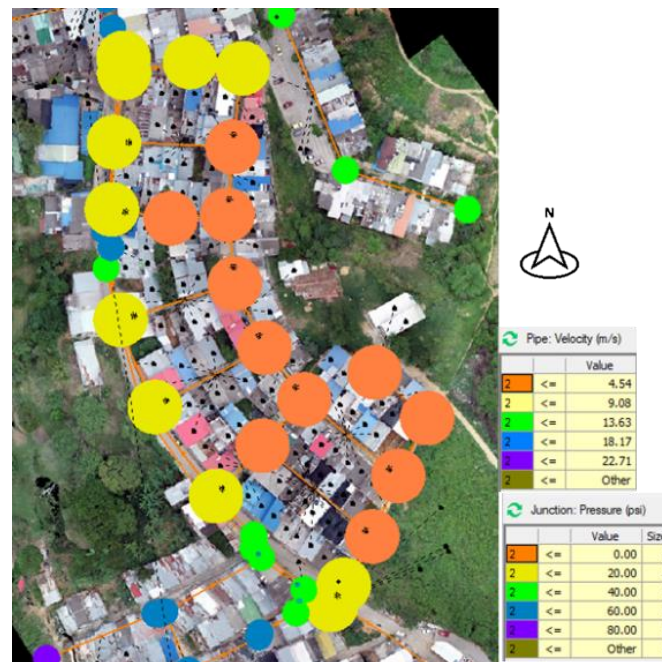 N
Pipe: Velocity (m/s)
Value
2 <= 4.54
2 <= 9.08
2 <= 13.63
2 <= 18.17
2 <= 22.71
2 <= Other
Junction: Pressure (psi)
Value Size
2 <= 0.00
2 <= 20.00
2 <= 40.00
2 <= 60.00
2 <= 80.00
2 <= Other